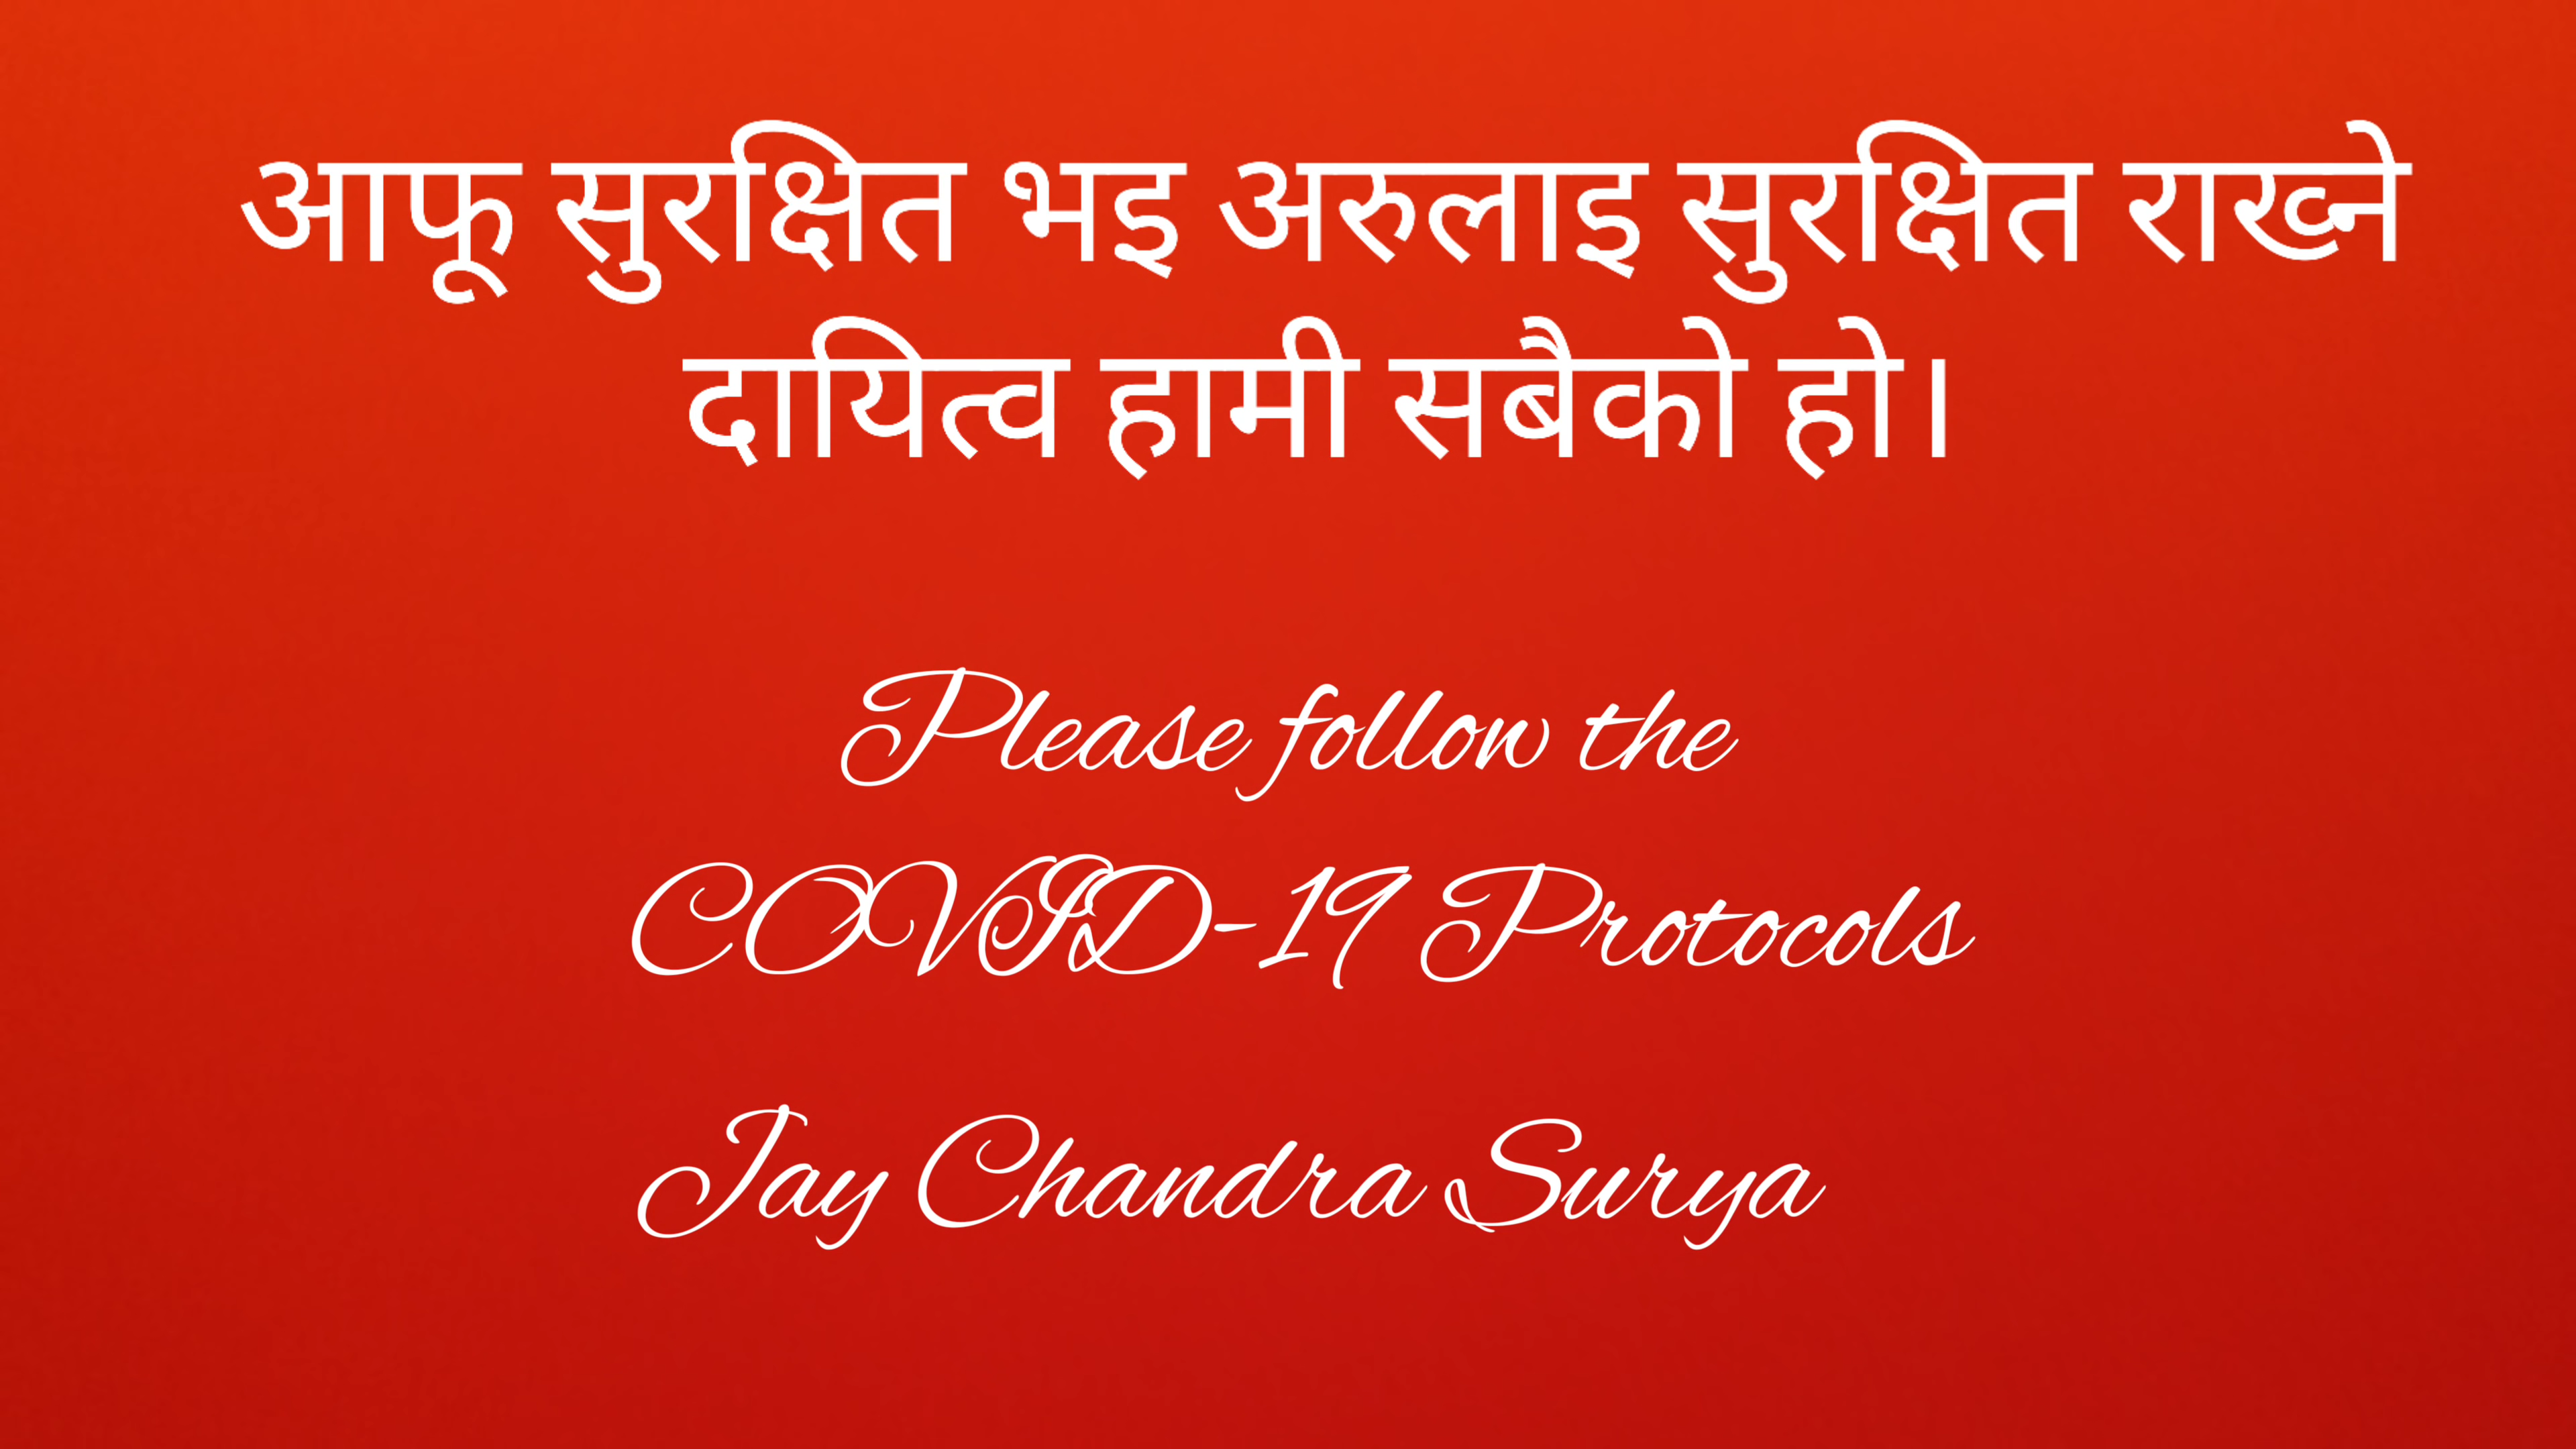 आफू सुरक्षित भइ अरुलाइ सुरक्षित राख्ने
दायित्व हामी सबैको हो।
Please follow the
COVID-19 Protocols
Jay Chandra Surya